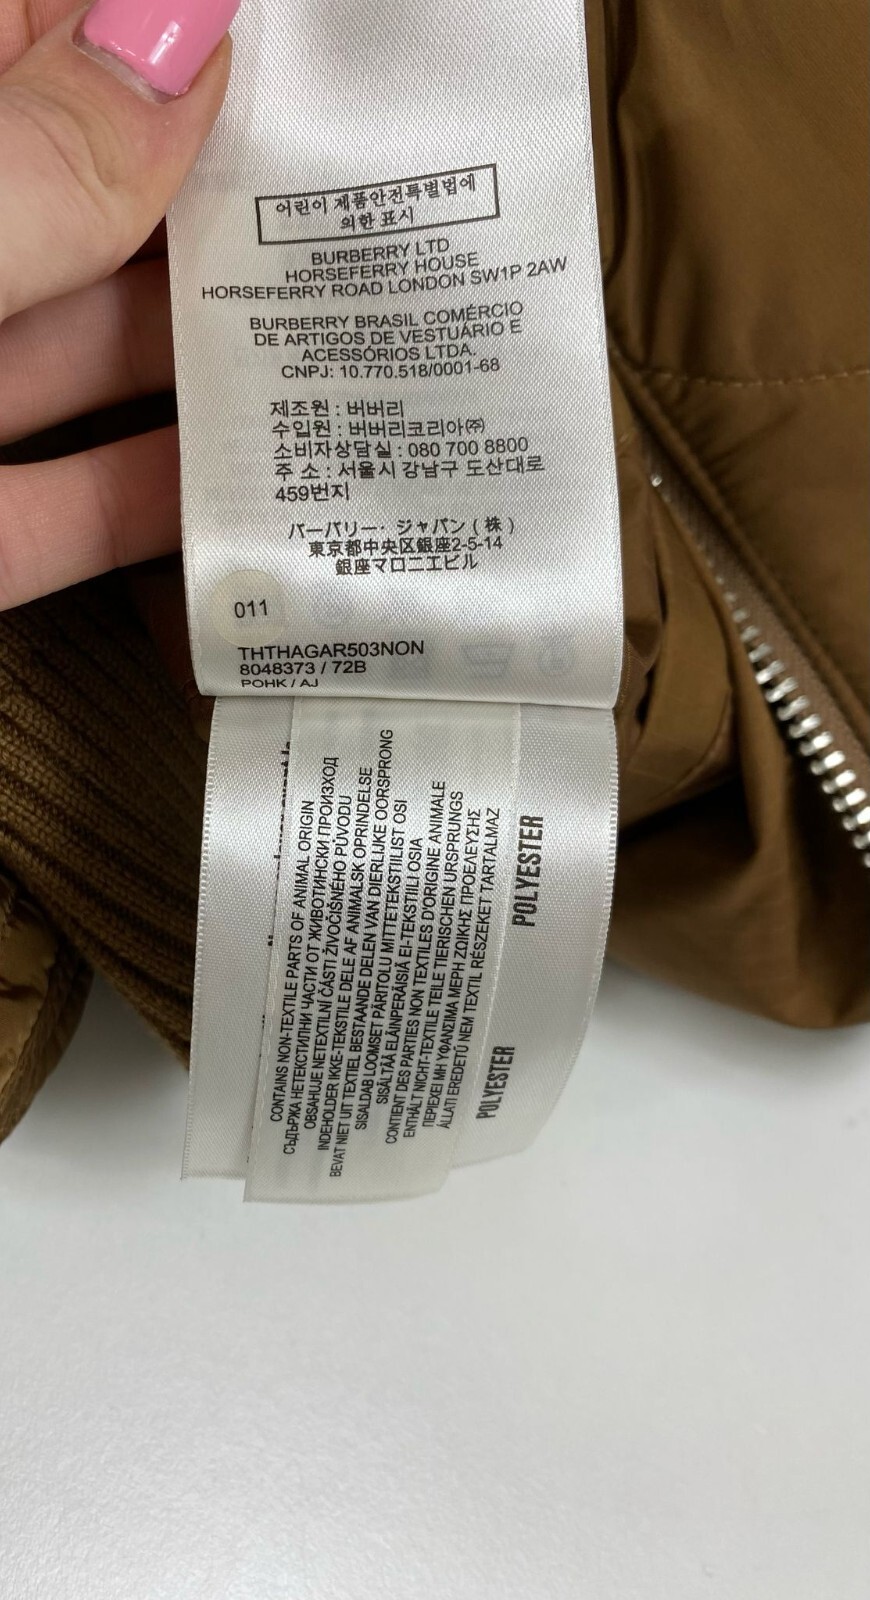 어린이 제품안전특별법에
의한 표시
BURBERRY LTD
HORSEFERRY HOUSE
HORSEFERRY ROAD LONDON SW1P 2AW
BURBERRY BRASIL COMÉRCIO
DE ARTIGOS DE VESTUÁRIO E
ACESSÓRIOS LTDA.
CNPJ: 10.770.518/0001-68
제조원 : 버버리
수입원 : 버버리코리아㈜
소비자상담실 : 080 700 8800
주 소 : 서울시 강남구 도산대로
459번지
バーバリー・ジャパン ( 株 )
東京都中央区銀座2-5-14
銀座マロニエビル
011
THTHAGAR503NON
8048373 / 72B
POHK / AJ
CONTAINS NON-TEXTILE PARTS OF ANIMAL ORIGIN
СЪДЪРЖА НЕТЕКСТИЛНИ ЧАСТИ ОТ ЖИВОТИНСКИ ПРОИЗХОД
OBSAHUJE NETEXTILNÍ ČÁSTI ŽIVOČIŠNÉHO PŮVODU
INDEHOLDER IKKE-TEKSTILE DELE AF ANIMALSK OPRINDELSE
BEVAT NIET UIT TEXTIEL BESTAANDE DELEN VAN DIERLIJKE OORSPRONG
SISALDAB LOOMSET PÄRITOLU MITTETEKSTIILIST OSI
SISÄLTÄÄ ELÄINPERÄISIÄ EI-TEKSTIILI OSIA
CONTIENT DES PARTIES NON TEXTILES D'ORIGINE ANIMALE
ENTHÄLT NICHT-TEXTILE TEILE TIERISCHEN URSPRUNGS
ΠΕΡΙΕΧΕΙ ΜΗ ΥΦΑΝΣΙΜΑ ΜΕΡΗ ΖΩΙΚΗΣ ΠΡΟΕΛΕΥΣΗΣ
ÁLLATI EREDETŰ NEM TEXTIL RÉSZEKET TARTALMAZ
POLYESTER
POLYESTER